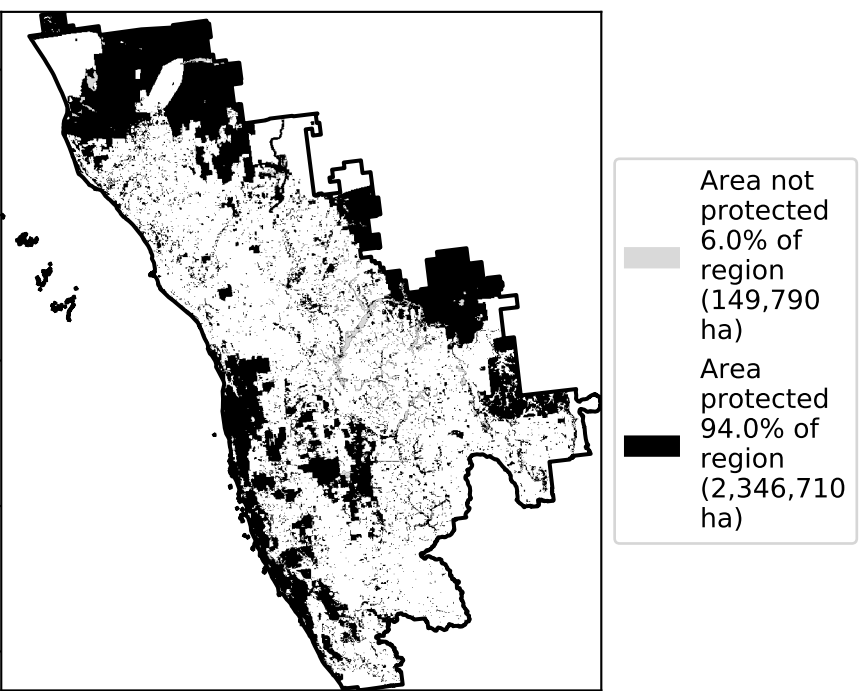 Area not
protected
6.0% of
region
(149,790
ha)
Area
protected
94.0% of
region
(2,346,710
ha)